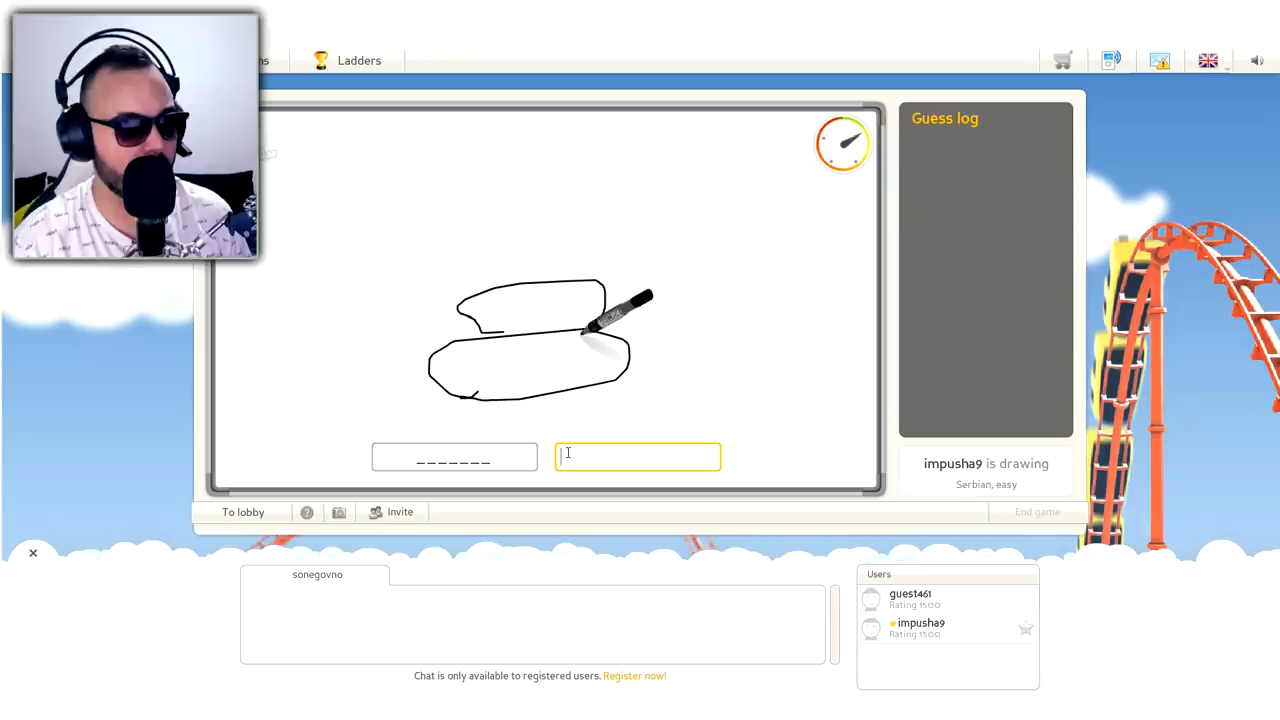 ns
Ladders
Guess log
_ _ _ _ _ _ _
impusha9 is drawing
Serbian, easy
To lobby
Invite
End game
sonegovno
Users
guest461
Rating 1500
impusha9
Rating 1500
Chat is only available to registered users. Register now!